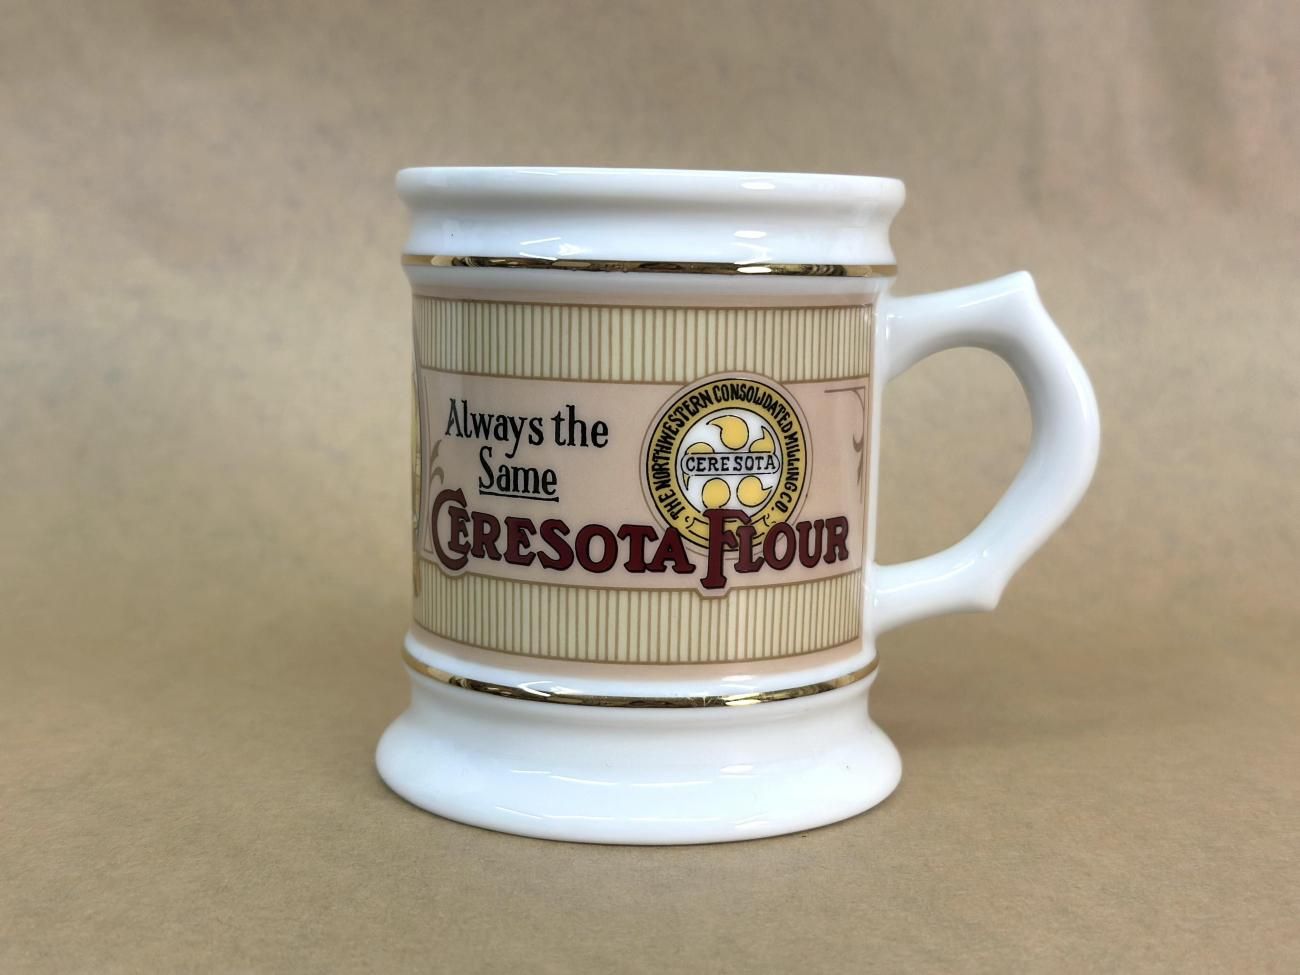 Always the
Same
THE NORTHWESTERN CONSOLIDATED MILLING CO.
CERESOTA
CERESOTA FLOUR